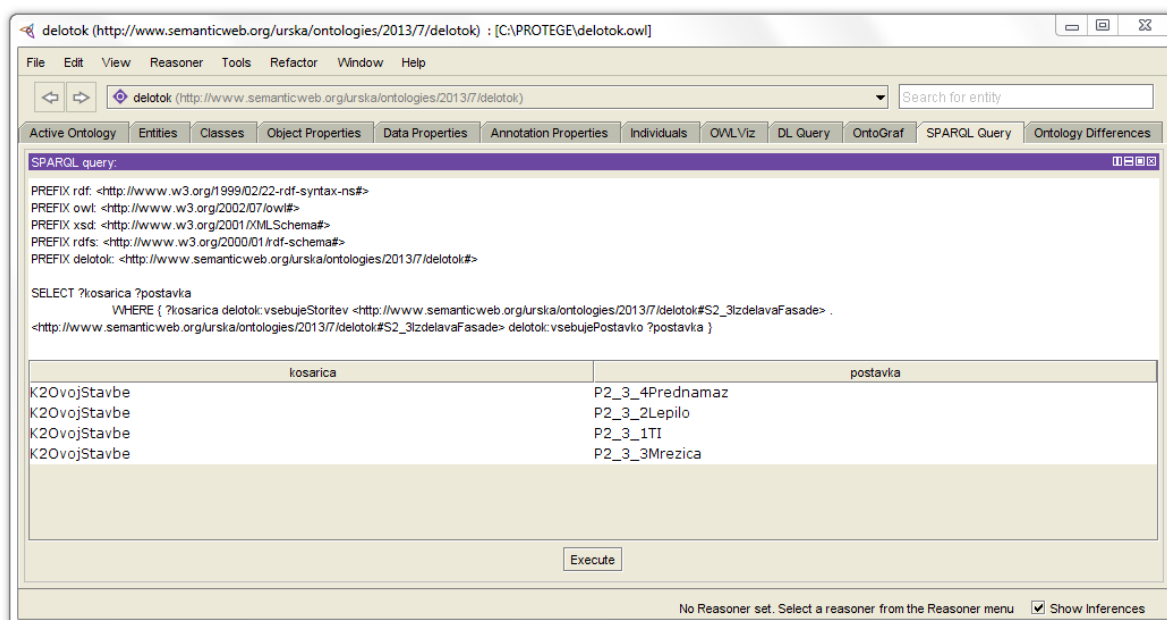 delotok (http://www.semanticweb.org/urska/ontologies/2013/7/delotok) : [C:\PROTEGE\delotok.owl]
File Edit View Reasoner Tools Refactor Window Help
delotok (http://www.semanticweb.org/urska/ontologies/2013/7/delotok) Search for entity
Active Ontology Entities Classes Object Properties Data Properties Annotation Properties Individuals OWLViz DL Query OntoGraf SPARQL Query Ontology Differences
SPARQL query:
PREFIX rdf: <http://www.w3.org/1999/02/22-rdf-syntax-ns#>
PREFIX owl: <http://www.w3.org/2002/07/owl#>
PREFIX xsd: <http://www.w3.org/2001/XMLSchema#>
PREFIX rdfs: <http://www.w3.org/2000/01/rdf-schema#>
PREFIX delotok: <http://www.semanticweb.org/urska/ontologies/2013/7/delotok#>
SELECT ?kosarica ?postavka
WHERE { ?kosarica delotok:vsebujeStoritev <http://www.semanticweb.org/urska/ontologies/2013/7/delotok#S2_3IzdelavaFasade> .
<http://www.semanticweb.org/urska/ontologies/2013/7/delotok#S2_3IzdelavaFasade> delotok:vsebujePostavko ?postavka }
kosarica postavka
K2OvojStavbe P2_3_4Prednamaz
K2OvojStavbe P2_3_2Lepilo
K2OvojStavbe P2_3_1TI
K2OvojStavbe P2_3_3Mrezica
Execute
No Reasoner set. Select a reasoner from the Reasoner menu Show Inferences